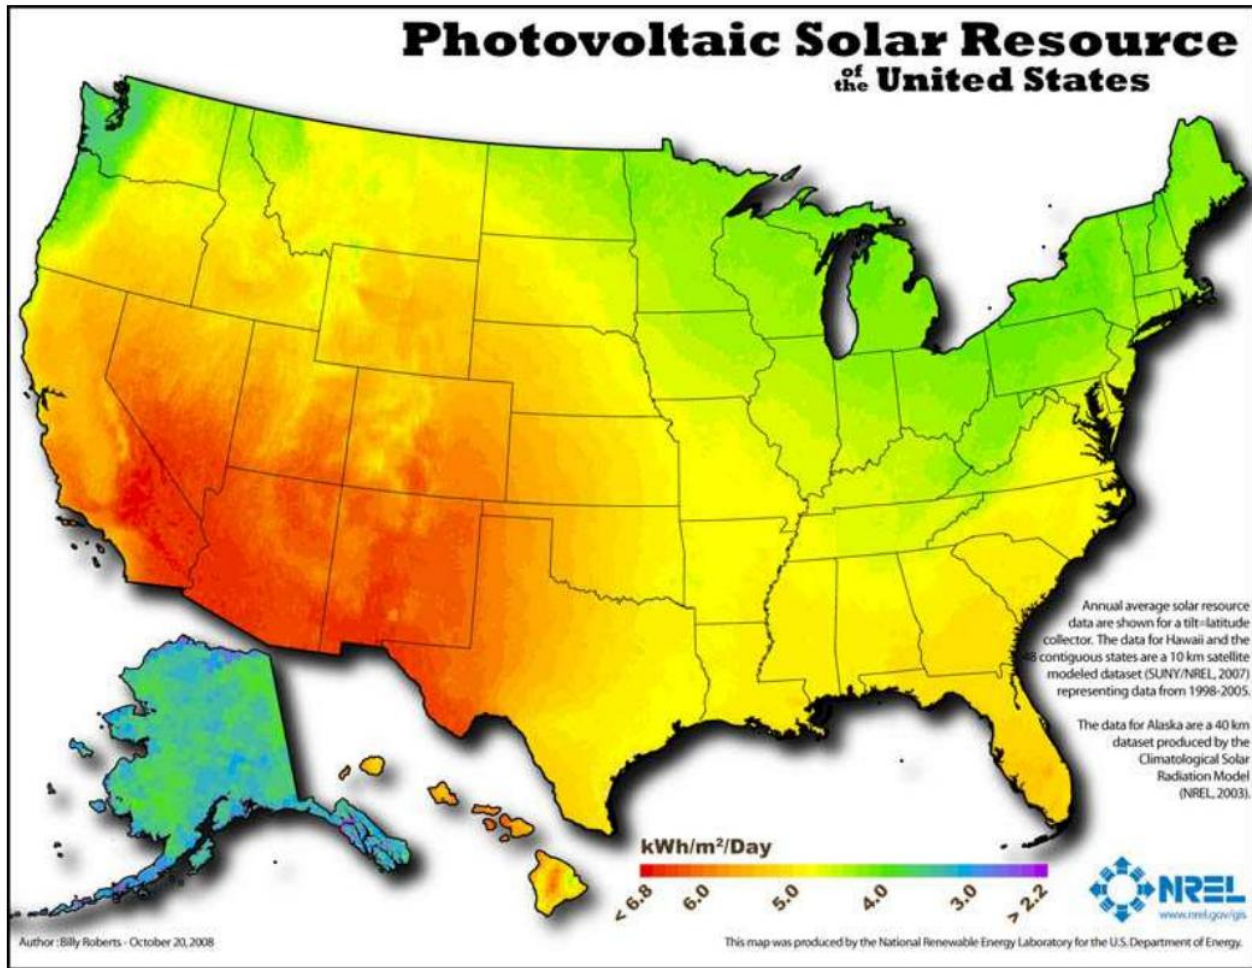 Photovoltaic Solar Resource
of the United States
Annual average solar resource
data are shown for a tilt=latitude
collector. The data for Hawaii and the
48 contiguous states are a 10 km satellite
modeled dataset (SUNY/NREL, 2007)
representing data from 1998-2005.
The data for Alaska are a 40 km
dataset produced by the
Climatological Solar
Radiation Model
(NREL, 2003).
kWh/m²/Day
< 6.8 6.0 5.0 4.0 3.0 > 2.2
NREL
www.nrel.gov/gis
Author : Billy Roberts - October 20, 2008
This map was produced by the National Renewable Energy Laboratory for the U.S. Department of Energy.